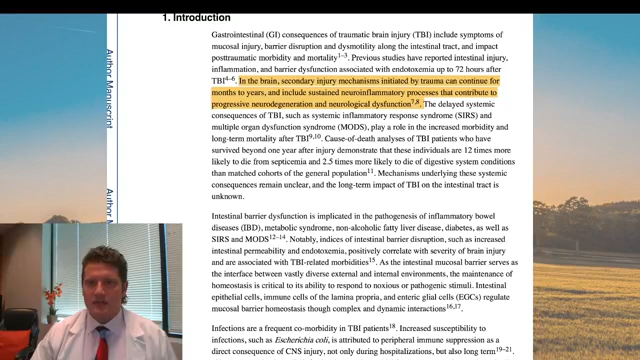 1. Introduction
Gastrointestinal (GI) consequences of traumatic brain injury (TBI) include symptoms of
mucosal injury, barrier disruption and dysmotility along the intestinal tract, and impact
posttraumatic morbidity and mortality1–3. Previous studies have reported intestinal injury,
inflammation, and barrier dysfunction associated with endotoxemia up to 72 hours after
TBI4–6. In the brain, secondary injury mechanisms initiated by trauma can continue for
months to years, and include sustained neuroinflammatory processes that contribute to
progressive neurodegeneration and neurological dysfunction7,8. The delayed systemic
consequences of TBI, such as systemic inflammatory response syndrome (SIRS) and
multiple organ dysfunction syndrome (MODS), play a role in the increased morbidity and
long-term mortality after TBI9,10. Cause-of-death analyses of TBI patients who have
survived beyond one year after injury demonstrate that these individuals are 12 times more
likely to die from septicemia and 2.5 times more likely to die of digestive system conditions
than matched cohorts of the general population11. Mechanisms underlying these systemic
consequences remain unclear, and the long-term impact of TBI on the intestinal tract is
unknown.
Intestinal barrier dysfunction is implicated in the pathogenesis of inflammatory bowel
diseases (IBD), metabolic syndrome, non-alcoholic fatty liver disease, diabetes, as well as
SIRS and MODS12–14. Notably, indices of intestinal barrier disruption, such as increased
intestinal permeability and endotoxemia, positively correlate with severity of brain injury
and are associated with TBI-related morbidities15. As the intestinal mucosal barrier serves as
the interface between vastly diverse external and internal environments, the maintenance of
homeostasis is critical to its ability to respond to noxious or pathogenic stimuli. Intestinal
epithelial cells, immune cells of the lamina propria, and enteric glial cells (EGCs) regulate
mucosal barrier homeostasis though complex and dynamic interactions16,17.
Infections are a frequent co-morbidity in TBI patients18. Increased susceptibility to
infections, such as Escherichia coli, is attributed to peripheral immune suppression as a
direct consequence of CNS injury, not only during hospitalizations, but also long term19–21
Author Manuscript
Author M